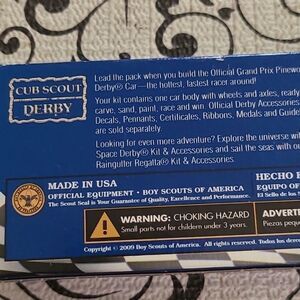 CUB SCOUT
DERBY
Lead the pack when you build the Official Grand Prix Pinewood
Derby® Car—the hottest, fastest racer around!
Your kit contains one car body with wheels and axles, ready
carve, sand, paint, race and win. Official Derby Accessories
Decals, Pennants, Certificates, Ribbons, Medals and Guide
are sold separately.
Looking for even more adventure? Explore the universe with
Space Derby® Kit & Accessories and sail the seas with ou
Raingutter Regatta® Kit & Accessories.
MADE IN USA
OFFICIAL EQUIPMENT • BOY SCOUTS OF AMERICA
The Scout Seal is Your Guarantee of Quality, Excellence and Performance.
HECHO E
EQUIPO OF
El Sello de los S
WARNING: CHOKING HAZARD
Small parts not for children under 3 years.
ADVERT
Piezas peque
Copyright © 2009 Boy Scouts of America. All rights reserved. Todos los derec